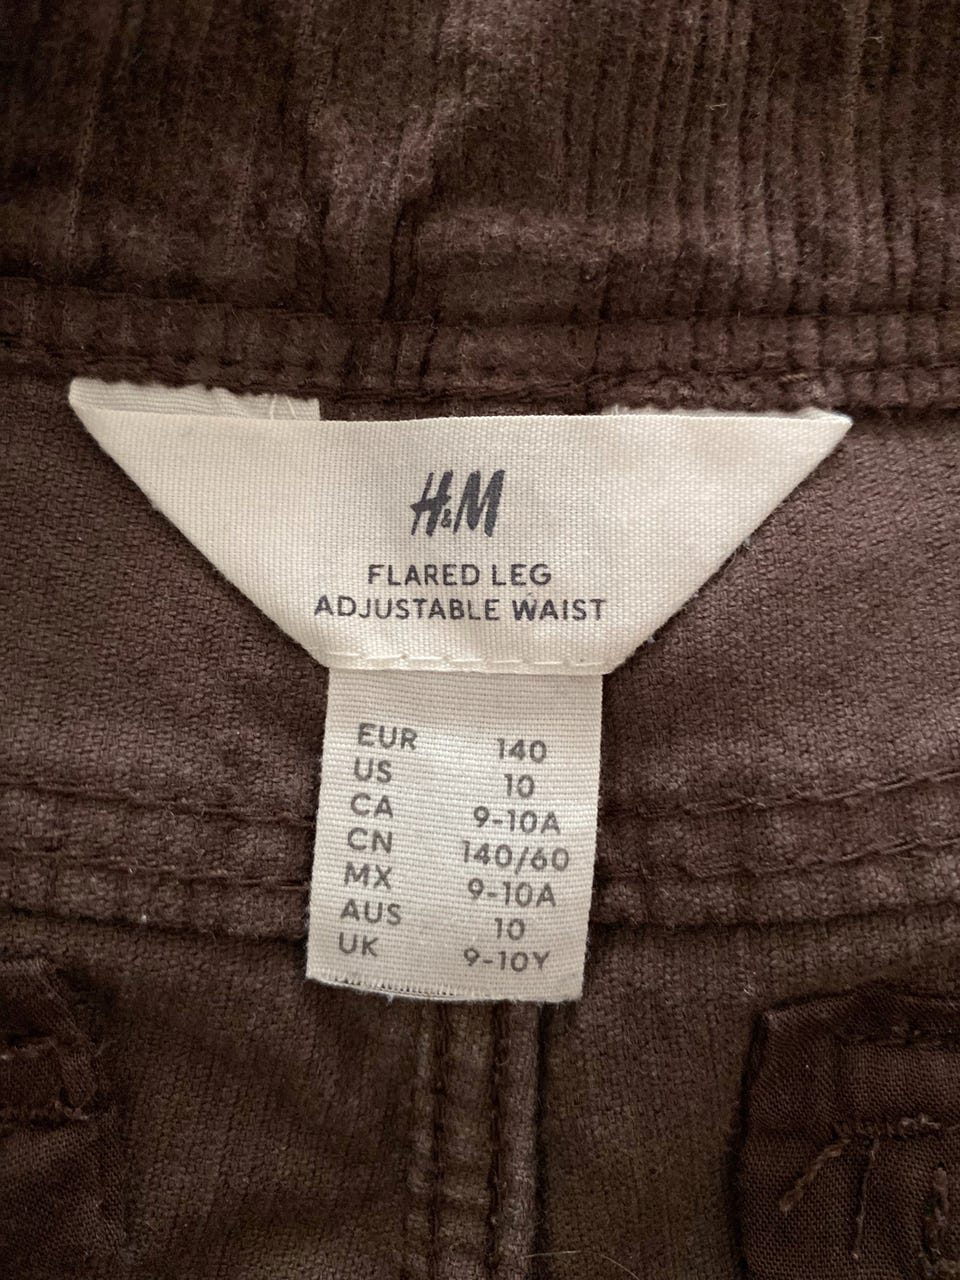 H&M
FLARED LEG
ADJUSTABLE WAIST
EUR 140
US 10
CA 9-10A
CN 140/60
MX 9-10A
AUS 10
UK 9-10Y